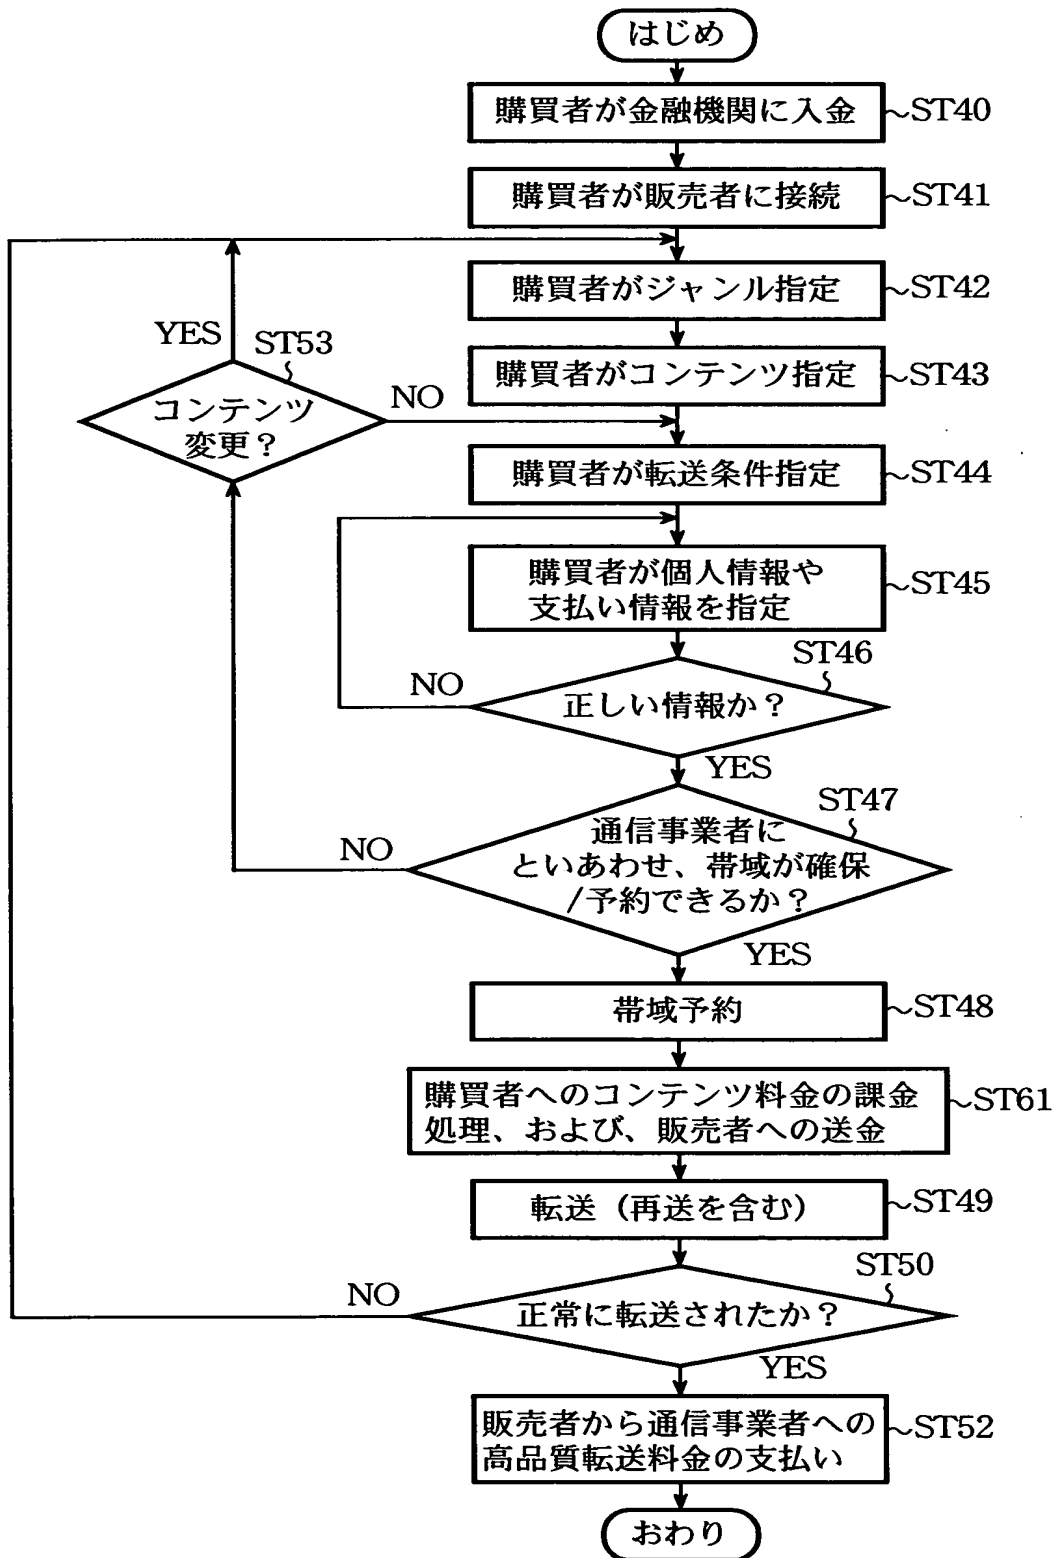 はじめ
購買者が金融機関に入金
ST40
購買者が販売者に接続
ST41
購買者がジャンル指定
ST42
YES
ST53
購買者がコンテンツ指定
ST43
コンテンツ
変更?
NO
購買者が転送条件指定
ST44
購買者が個人情報や
支払い情報を指定
ST45
ST46
NO
正しい情報か?
YES
ST47
通信事業者に
といあわせ、帯域が確保
/予約できるか?
NO
YES
帯域予約
ST48
購買者へのコンテンツ料金の課金
処理、および、販売者への送金
ST61
転送(再送を含む)
ST49
ST50
NO
正常に転送されたか?
YES
販売者から通信事業者への
高品質転送料金の支払い
ST52
おわり